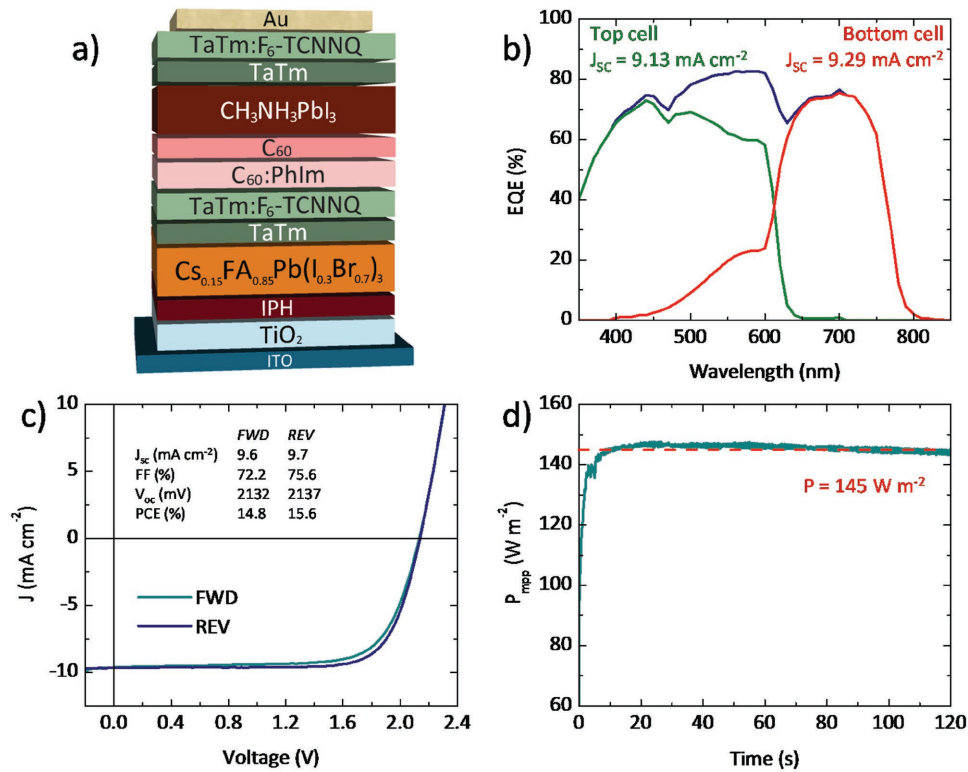 a)
Au
TaTm:F₆-TCNNQ
TaTm
CH₃NH₃PbI₃
C₆₀
C₆₀:PhIm
TaTm:F₆-TCNNQ
TaTm
Cs₀.₁₅FA₀.₈₅Pb(I₀.₃Br₀.₇)₃
IPH
TiO₂
ITO
b)
Top cell
J_SC = 9.13 mA cm⁻²
Bottom cell
J_SC = 9.29 mA cm⁻²
100
80
60
40
20
0
EQE (%)
400 500 600 700 800
Wavelength (nm)
c)
FWD REV
J_sc (mA cm⁻²) 9.6 9.7
FF (%) 72.2 75.6
V_oc (mV) 2132 2137
PCE (%) 14.8 15.6
FWD
REV
10
5
0
−5
−10
J (mA cm⁻²)
0.0 0.4 0.8 1.2 1.6 2.0 2.4
Voltage (V)
d)
160
140
120
100
80
60
P_mpp (W m⁻²)
P = 145 W m⁻²
0 20 40 60 80 100 120
Time (s)